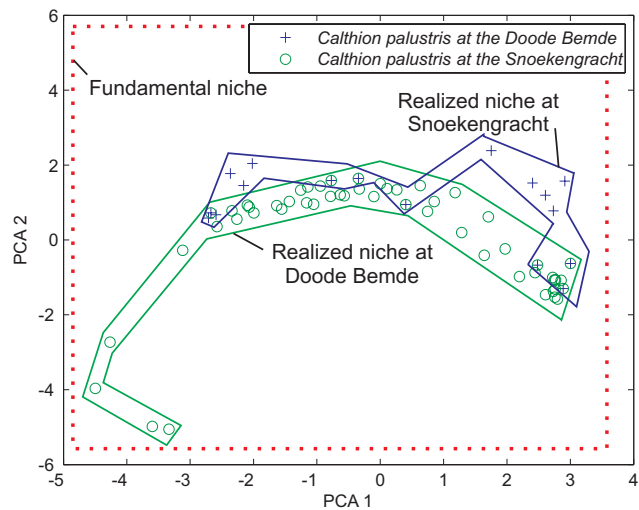 6
4
2
0
-2
-4
-6
-5
-4
-3
-2
-1
0
1
2
3
4
PCA 2
PCA 1
Calthion palustris at the Doode Bemde
Calthion palustris at the Snoekengracht
Fundamental niche
Realized niche at
Snoekengracht
Realized niche at
Doode Bemde